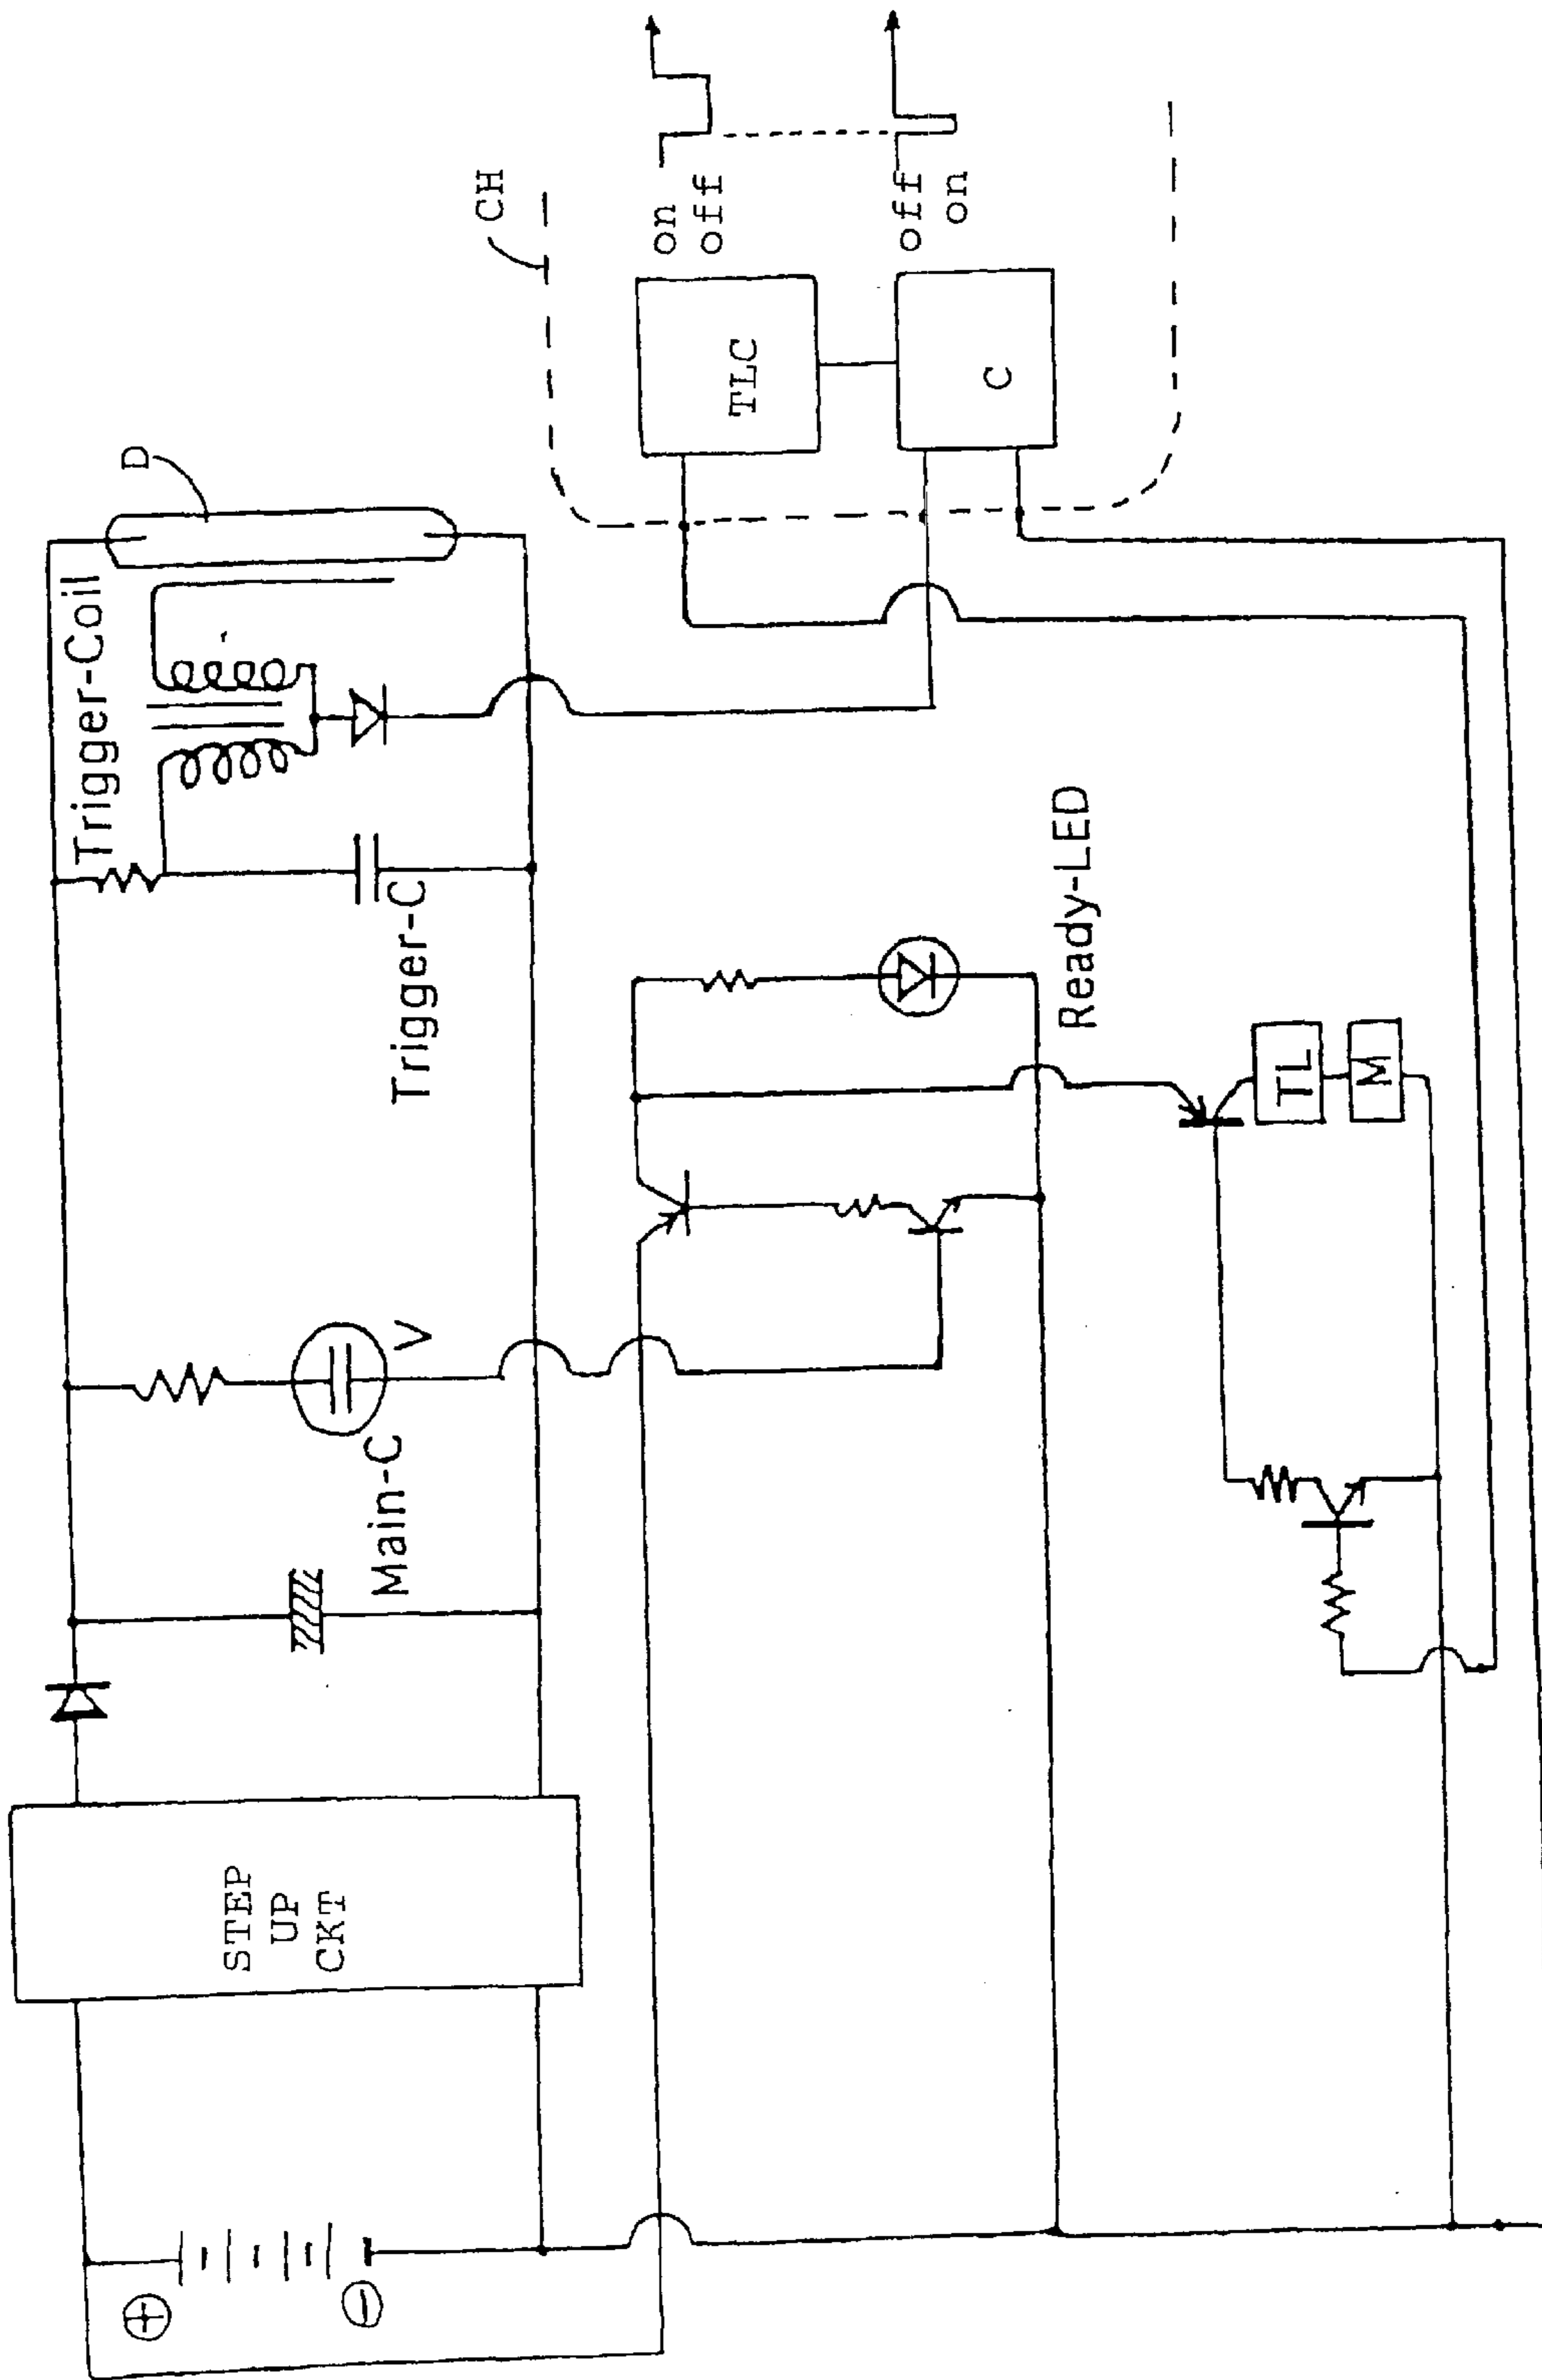 STEP
UP
CKT
Main-C
V
Trigger-C
Trigger-Coil
D
Ready-LED
TL
M
CH
TLC
C
on
off
off
on